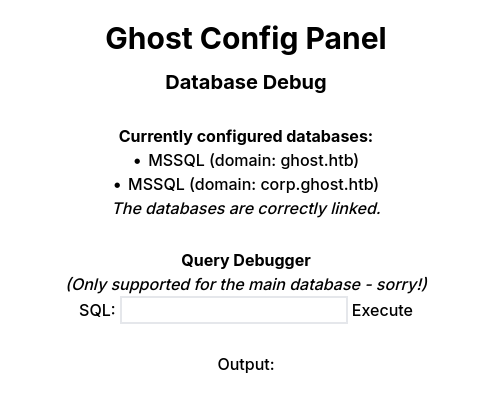 Ghost Config Panel
Database Debug
Currently configured databases:
• MSSQL (domain: ghost.htb)
• MSSQL (domain: corp.ghost.htb)
The databases are correctly linked.
Query Debugger
(Only supported for the main database - sorry!)
SQL: Execute
Output: